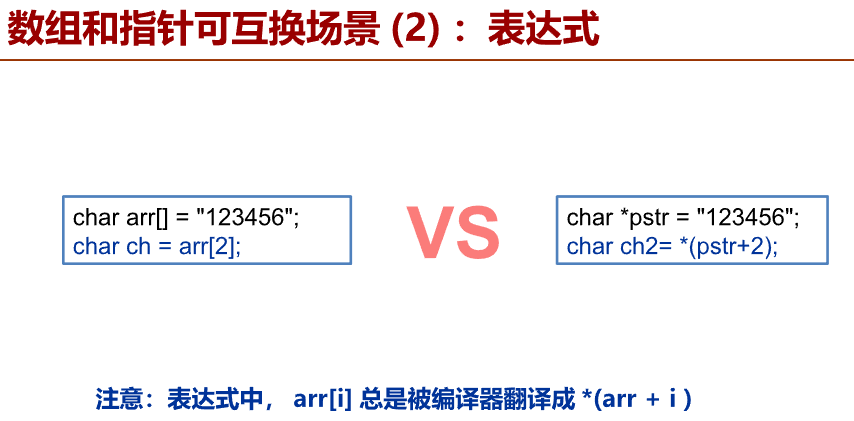 数组和指针可互换场景 (2) ：表达式
char arr[] = "123456";
char ch = arr[2];
VS
char *pstr = "123456";
char ch2= *(pstr+2);
注意：表达式中， arr[i] 总是被编译器翻译成 *(arr + i )